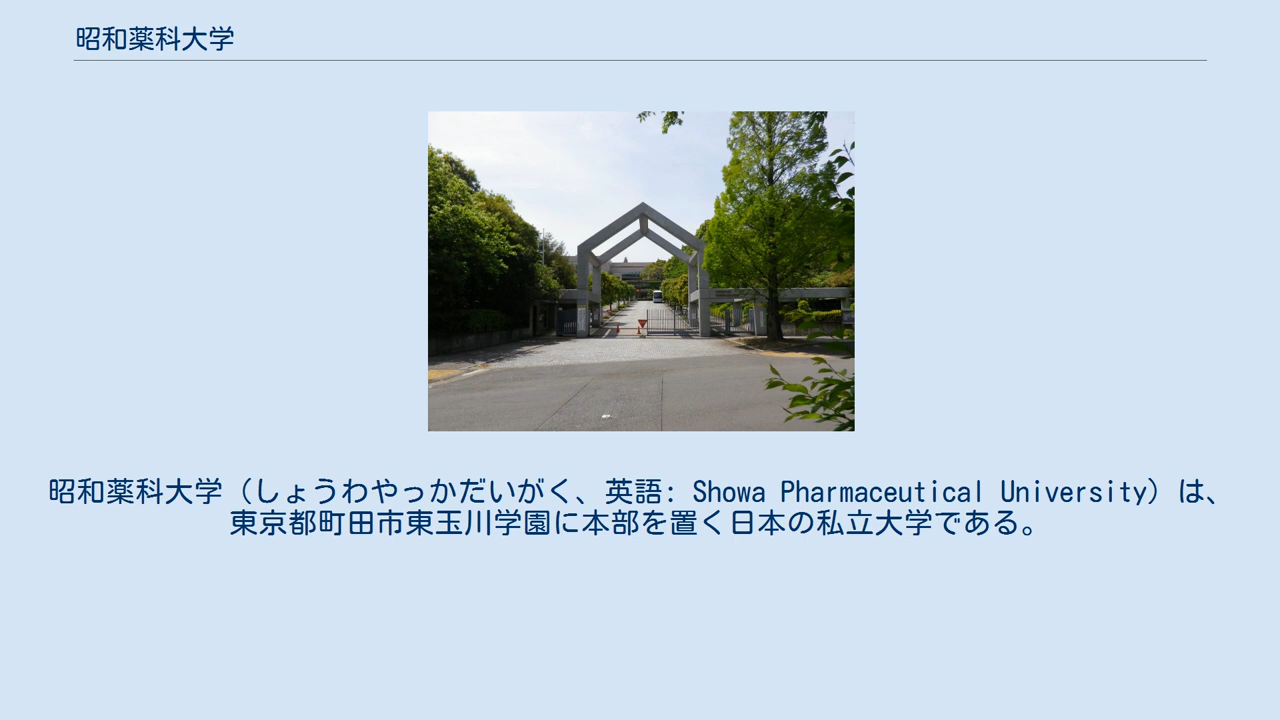 昭和薬科大学
昭和薬科大学（しょうわやっかだいがく、英語: Showa Pharmaceutical University）は、
東京都町田市東玉川学園に本部を置く日本の私立大学である。